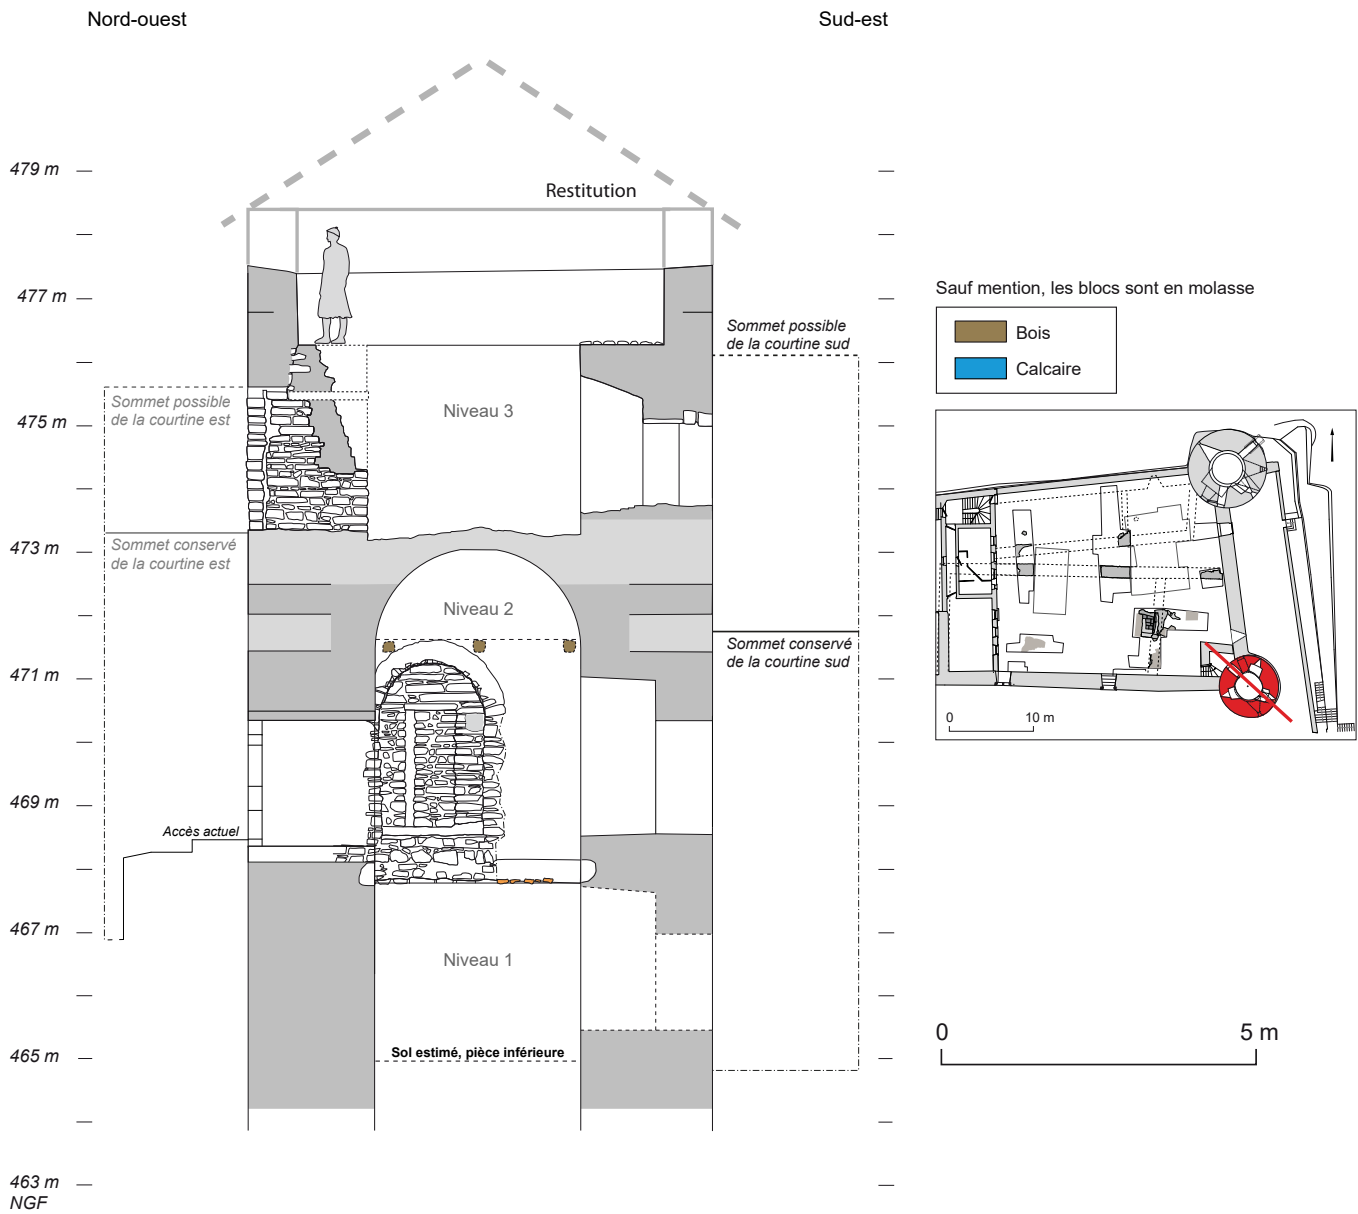 Nord-ouest
Sud-est
479 m
Restitution
477 m
Sommet possible
de la courtine sud
Sauf mention, les blocs sont en molasse
Bois
Calcaire
Sommet possible
de la courtine est
475 m
Niveau 3
473 m
Sommet conservé
de la courtine est
Niveau 2
Sommet conservé
de la courtine sud
471 m
0
10 m
469 m
Accès actuel
467 m
Niveau 1
465 m
Sol estimé, pièce inférieure
0
5 m
463 m
NGF